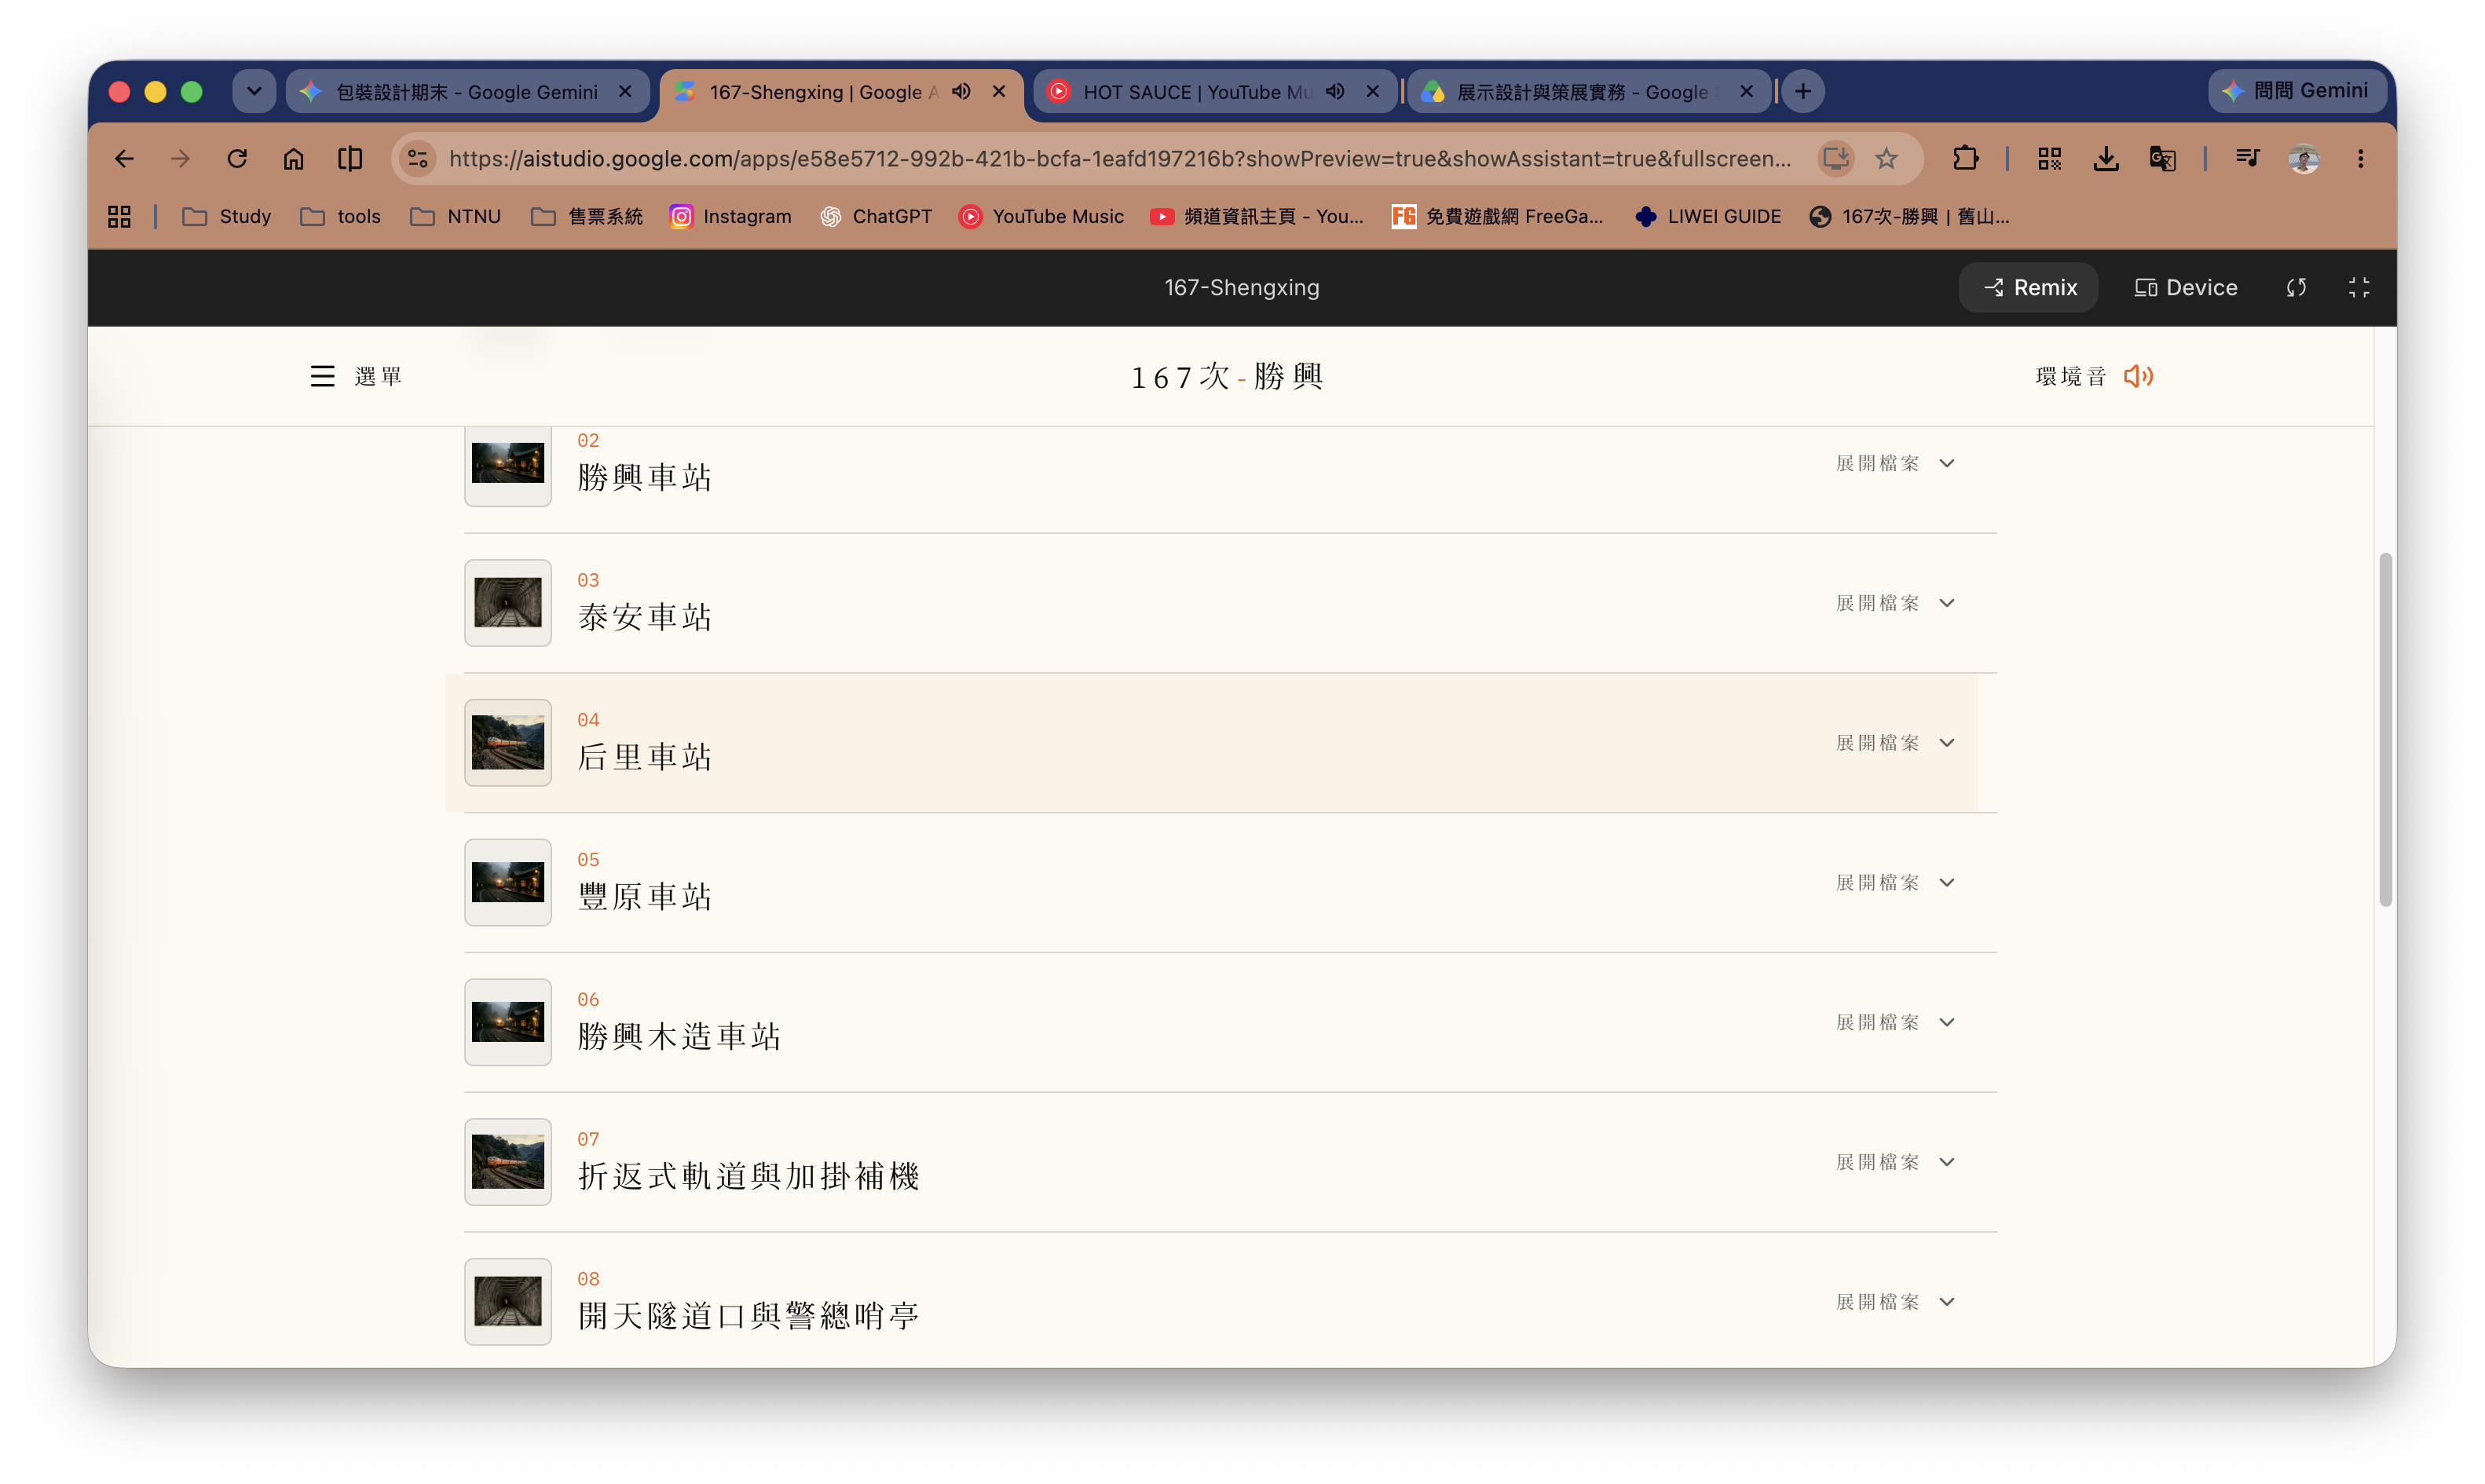 包裝設計期末 - Google Gemini
167-Shengxing | Google A
HOT SAUCE | YouTube Mu
展示設計與策展實務 - Google
問問 Gemini
https://aistudio.google.com/apps/e58e5712-992b-421b-bcfa-1eafd197216b?showPreview=true&showAssistant=true&fullscreen...
Study
tools
NTNU
售票系統
Instagram
ChatGPT
YouTube Music
頻道資訊主頁 - You...
FG 免費遊戲網 FreeGa...
LIWEI GUIDE
167次-勝興 | 舊山...
167-Shengxing
Remix
Device
選單
167次-勝興
環境音
02
勝興車站
展開檔案
03
泰安車站
展開檔案
04
后里車站
展開檔案
05
豐原車站
展開檔案
06
勝興木造車站
展開檔案
07
折返式軌道與加掛補機
展開檔案
08
開天隧道口與警總哨亭
展開檔案